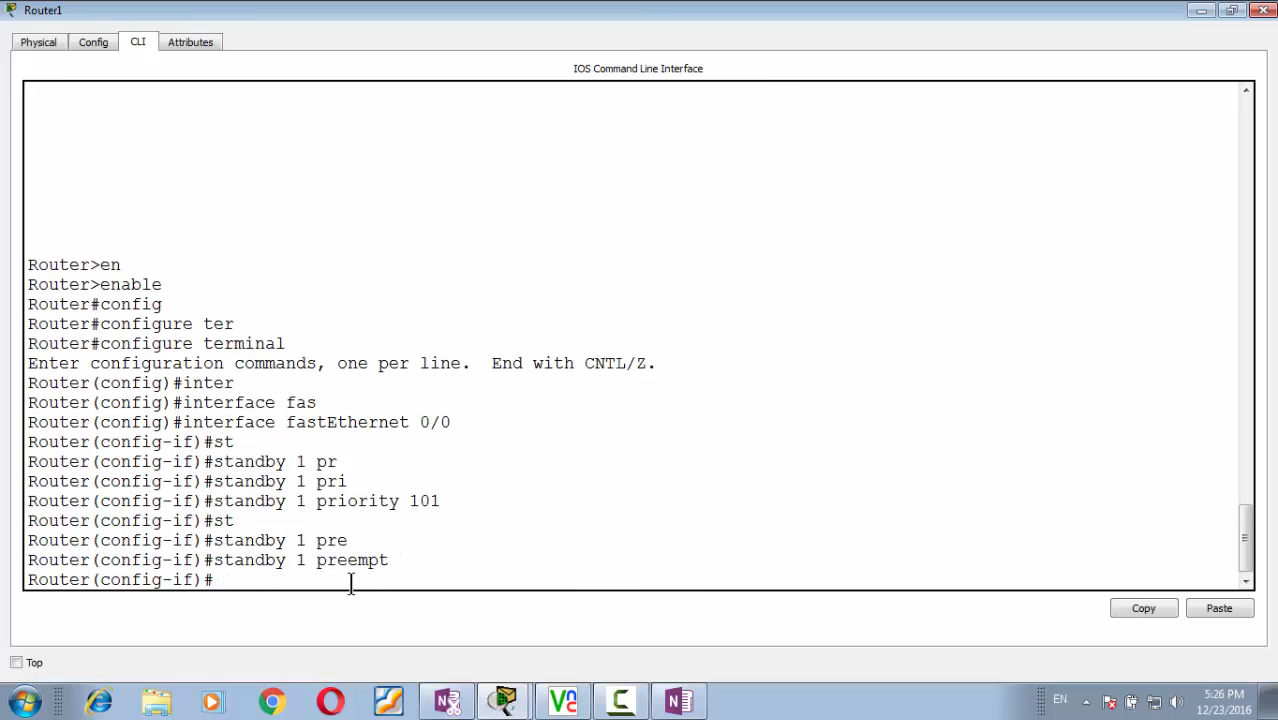 Router1
Physical Config CLI Attributes
IOS Command Line Interface
Router>en
Router>enable
Router#config
Router#configure ter
Router#configure terminal
Enter configuration commands, one per line.  End with CNTL/Z.
Router(config)#inter
Router(config)#interface fas
Router(config)#interface fastEthernet 0/0
Router(config-if)#st
Router(config-if)#standby 1 pr
Router(config-if)#standby 1 pri
Router(config-if)#standby 1 priority 101
Router(config-if)#st
Router(config-if)#standby 1 pre
Router(config-if)#standby 1 preempt
Router(config-if)#
Copy Paste
Top
EN
5:26 PM
12/23/2016